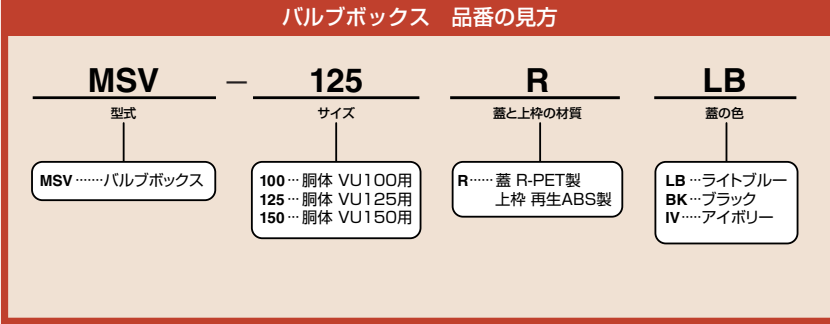 バルブボックス　品番の見方
MSV － 125 R LB
型式 サイズ 蓋と上枠の材質 蓋の色
MSV……バルブボックス
100…胴体 VU100用
125…胴体 VU125用
150…胴体 VU150用
R……蓋 R-PET製
上枠 再生ABS製
LB…ライトブルー
BK…ブラック
IV……アイボリー